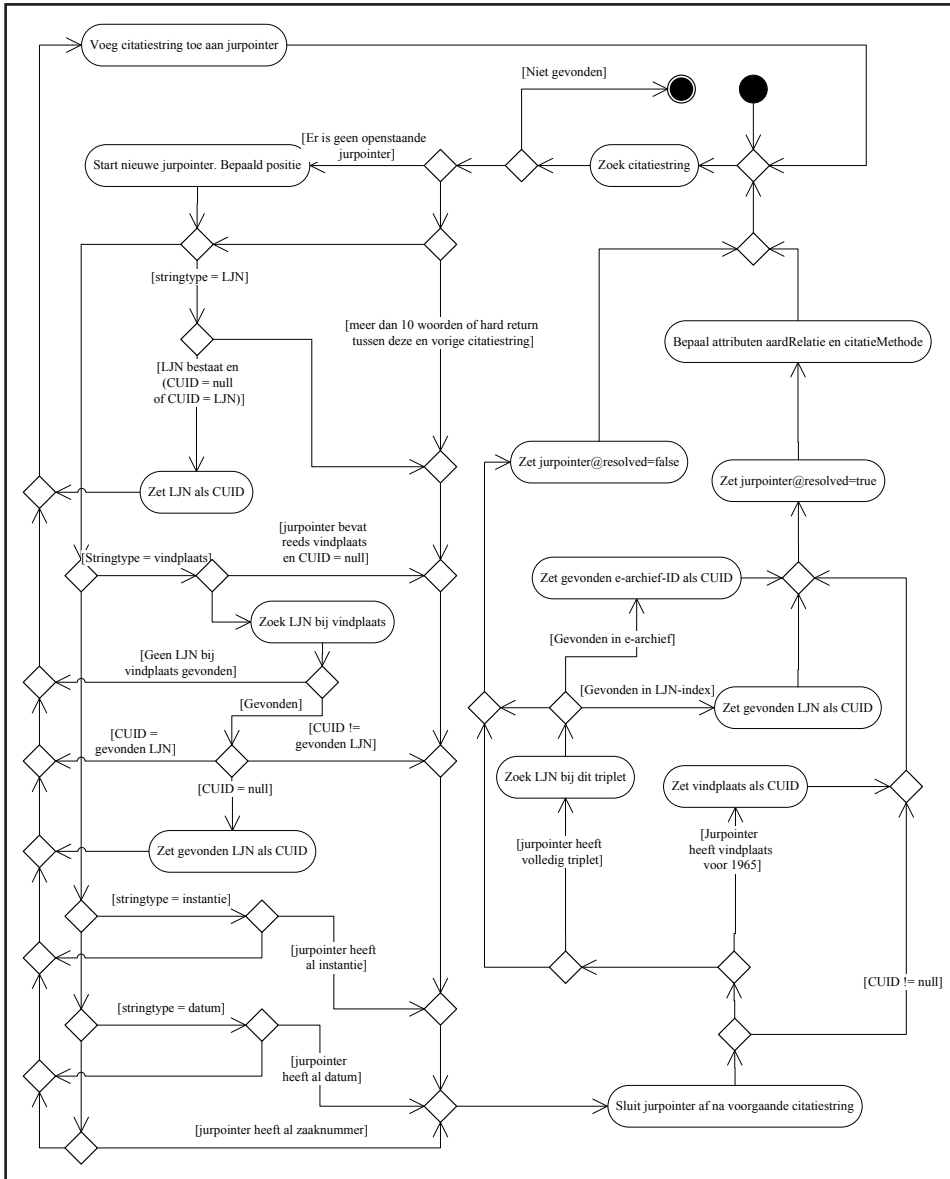 Voeg citatiestring toe aan jurpointer
[Niet gevonden]
[Er is geen openstaande
jurpointer]
Start nieuwe jurpointer. Bepaald positie
Zoek citatiestring
[stringtype = LJN]
[meer dan 10 woorden of hard return
tussen deze en vorige citatiestring]
Bepaal attributen aardRelatie en citatieMethode
[LJN bestaat en
(CUID = null
of CUID = LJN)]
Zet jurpointer@resolved=false
Zet jurpointer@resolved=true
Zet LJN als CUID
[jurpointer bevat
reeds vindplaats
en CUID = null]
[Stringtype = vindplaats]
Zet gevonden e-archief-ID als CUID
Zoek LJN bij vindplaats
[Gevonden in e-archief]
[Geen LJN bij
vindplaats gevonden]
[Gevonden in LJN-index]
[Gevonden]
Zet gevonden LJN als CUID
[CUID =
gevonden LJN]
[CUID !=
gevonden LJN]
Zoek LJN bij dit triplet
Zet vindplaats als CUID
[CUID = null]
Zet gevonden LJN als CUID
[jurpointer heeft
volledig triplet]
[Jurpointer
heeft vindplaats
voor 1965]
[stringtype = instantie]
[jurpointer heeft
al instantie]
[CUID != null]
[stringtype = datum]
[jurpointer
heeft al datum]
Sluit jurpointer af na voorgaande citatiestring
[jurpointer heeft al zaaknummer]